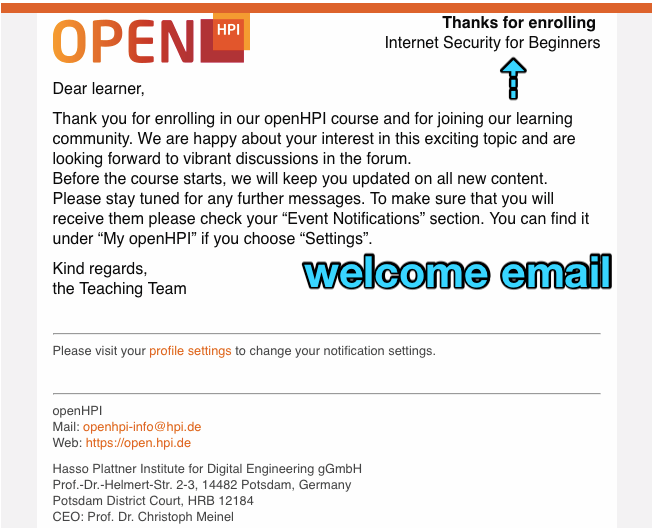 OPEN HPI
Thanks for enrolling
Internet Security for Beginners
Dear learner,
Thank you for enrolling in our openHPI course and for joining our learning
community. We are happy about your interest in this exciting topic and are
looking forward to vibrant discussions in the forum.
Before the course starts, we will keep you updated on all new content.
Please stay tuned for any further messages. To make sure that you will
receive them please check your “Event Notifications” section. You can find it
under “My openHPI” if you choose “Settings”.
Kind regards,
the Teaching Team
welcome email
Please visit your profile settings to change your notification settings.
openHPI
Mail: openhpi-info@hpi.de
Web: https://open.hpi.de
Hasso Plattner Institute for Digital Engineering gGmbH
Prof.-Dr.-Helmert-Str. 2-3, 14482 Potsdam, Germany
Potsdam District Court, HRB 12184
CEO: Prof. Dr. Christoph Meinel